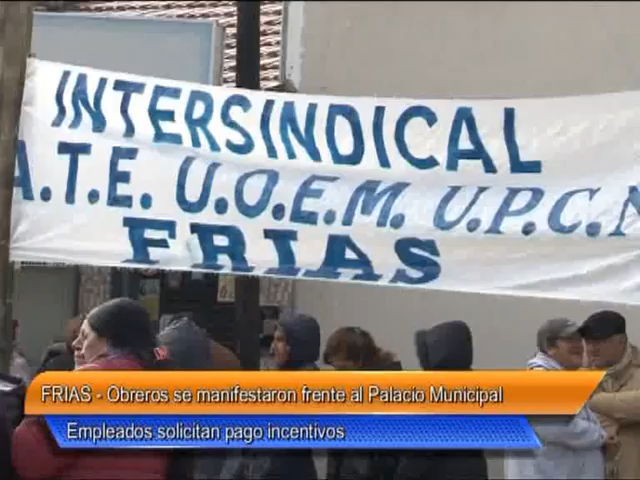 INTERSINDICAL
A.T.E. U.O.E.M. U.P.C.N
FRIAS
FRIAS - Obreros se manifestaron frente al Palacio Municipal
Empleados solicitan pago incentivos